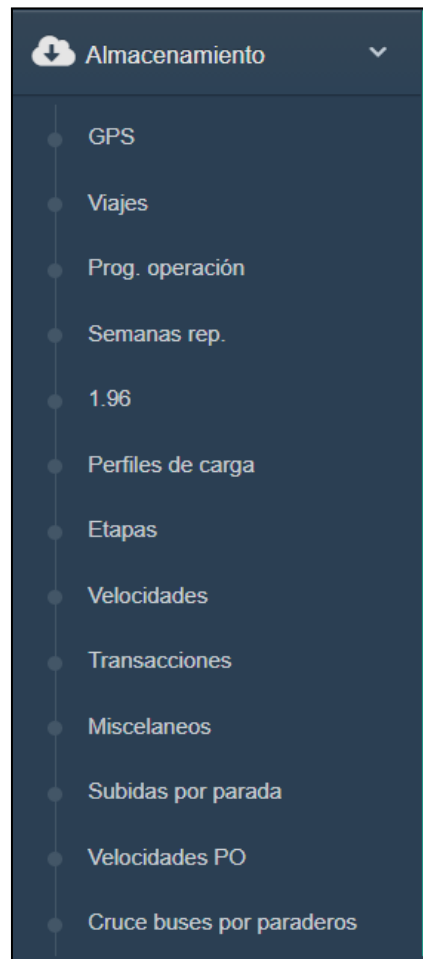 Almacenamiento
GPS
Viajes
Prog. operación
Semanas rep.
1.96
Perfiles de carga
Etapas
Velocidades
Transacciones
Miscelaneos
Subidas por parada
Velocidades PO
Cruce buses por paraderos